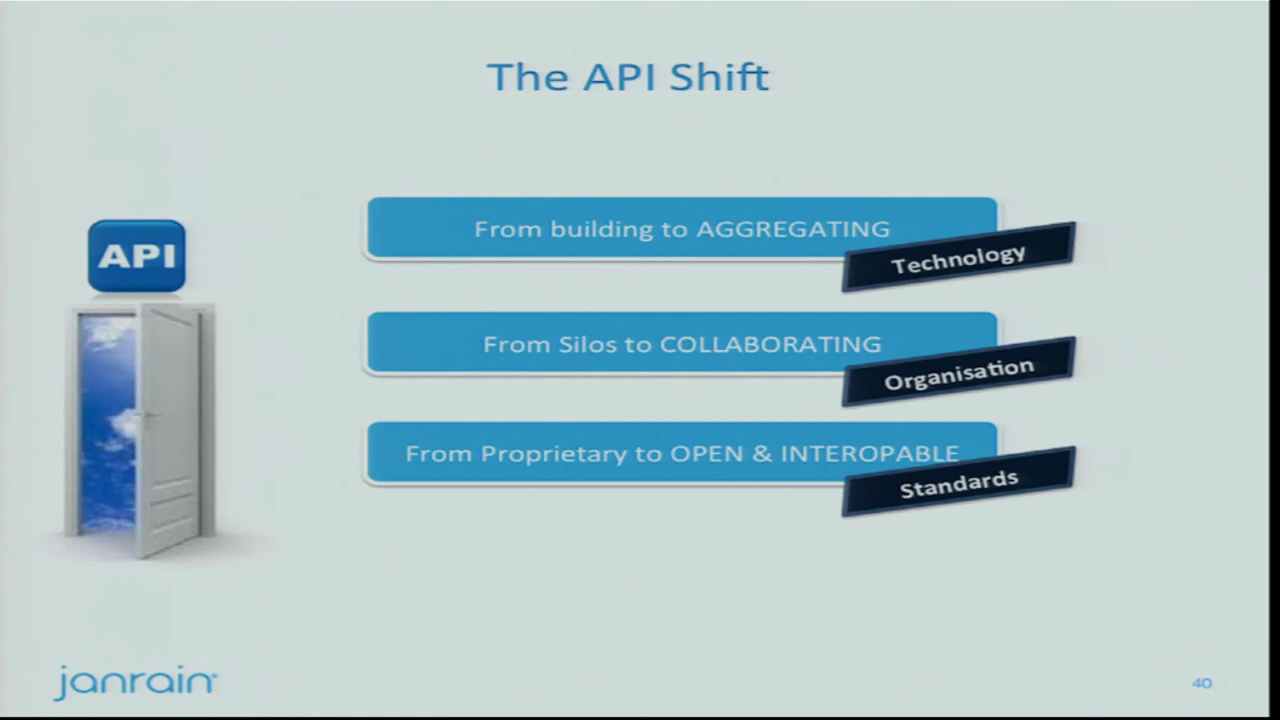 The API Shift
API
From building to AGGREGATING
Technology
From Silos to COLLABORATING
Organisation
From Proprietary to OPEN & INTEROPABLE
Standards
janrain
40